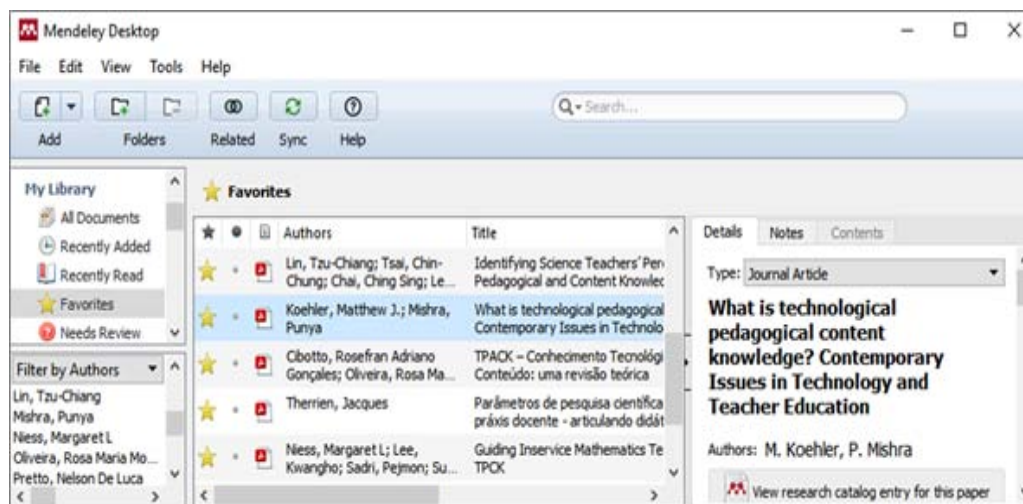 Mendeley Desktop
File Edit View Tools Help
Search...
Add Folders Related Sync Help
My Library
All Documents
Recently Added
Recently Read
Favorites
Needs Review
Filter by Authors
Lin, Tzu-Chiang
Mishra, Punya
Niess, Margaret L
Oliveira, Rosa Maria Mo...
Pretto, Nelson De Luca
Favorites
Authors Title
Lin, Tzu-Chiang; Tsai, Chin- Identifying Science Teachers' Per
Chung; Chai, Ching Sing; Le... Pedagogical and Content Knowlec
Koehler, Matthew J.; Mishra, What is technological pedagogical
Punya Contemporary Issues in Technolo
Cibotto, Rosefran Adriano TPACK – Conhecimento Tecnológi
Gonçales; Oliveira, Rosa Ma... Conteúdo: uma revisão teórica
Therrien, Jacques Parâmetros de pesquisa científica
práxis docente - articulando didát
Niess, Margaret L; Lee, Guiding Inservice Mathematics Te
Kwangho; Sadri, Pejmon; Su... TPCK
Details Notes Contents
Type: Journal Article
What is technological
pedagogical content
knowledge? Contemporary
Issues in Technology and
Teacher Education
Authors: M. Koehler, P. Mishra
View research catalog entry for this paper